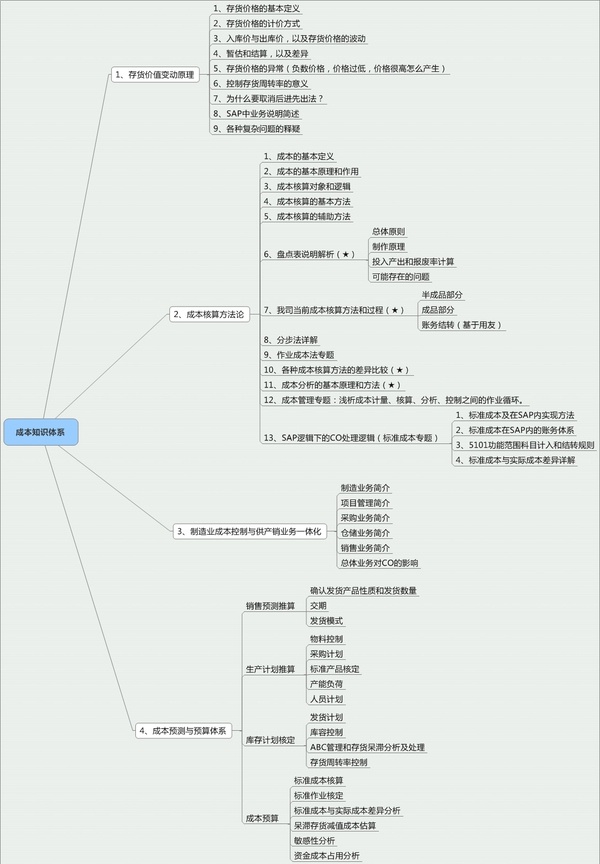 成本知识体系
1、存货价值变动原理
1、存货价格的基本定义
2、存货价格的计价方式
3、入库价与出库价，以及存货价格的波动
4、暂估和结算，以及差异
5、存货价格的异常（负数价格，价格过低，价格很高怎么产生）
6、控制存货周转率的意义
7、为什么要取消后进先出法？
8、SAP中业务说明简述
9、各种复杂问题的释疑
2、成本核算方法论
1、成本的基本定义
2、成本的基本原理和作用
3、成本核算对象和逻辑
4、成本核算的基本方法
5、成本核算的辅助方法
6、盘点表说明解析（★）
总体原则
制作原理
投入产出和报废率计算
可能存在的问题
7、我司当前成本核算方法和过程（★）
半成品部分
成品部分
账务结转（基于用友）
8、分步法详解
9、作业成本法专题
10、各种成本核算方法的差异比较（★）
11、成本分析的基本原理和方法（★）
12、成本管理专题：浅析成本计量、核算、分析、控制之间的作业循环。
13、SAP逻辑下的CO处理逻辑（标准成本专题）
1、标准成本及在SAP内实现方法
2、标准成本在SAP内的账务体系
3、5101功能范围科目计入和结转规则
4、标准成本与实际成本差异详解
3、制造业成本控制与供产销业务一体化
制造业务简介
项目管理简介
采购业务简介
仓储业务简介
销售业务简介
总体业务对CO的影响
4、成本预测与预算体系
销售预测推算
确认发货产品性质和发货数量
交期
发货模式
生产计划推算
物料控制
采购计划
标准产品核定
产能负荷
人员计划
库存计划核定
发货计划
库容控制
ABC管理和存货呆滞分析及处理
存货周转率控制
成本预算
标准成本核算
标准作业核定
标准成本与实际成本差异分析
呆滞存货减值成本估算
敏感性分析
资金成本占用分析